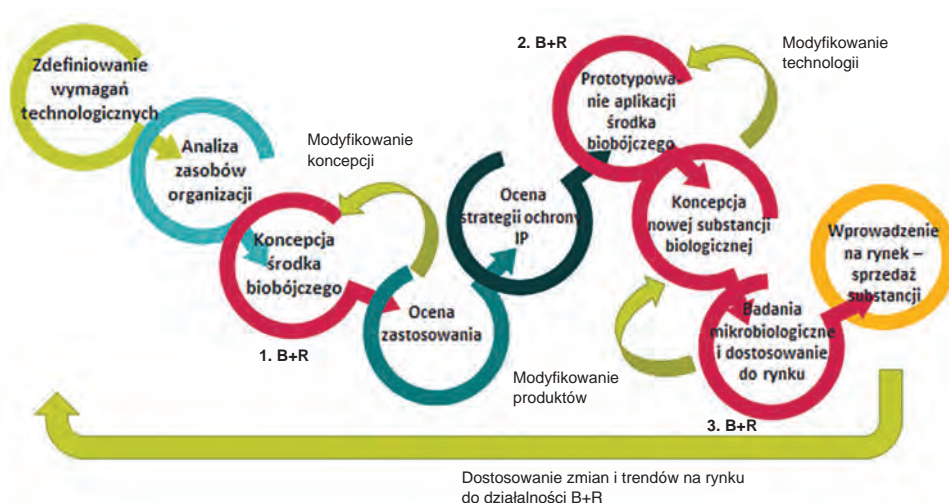 Zdefiniowanie
wymagań
technologicznych
Analiza
zasobów
organizacji
Modyfikowanie
koncepcji
Koncepcja
środka
biobójczego
1. B+R
Ocena
zastosowania
Ocena
strategii ochrony
IP
2. B+R
Prototypowa-
nie aplikacji
środka
biobójczego
Modyfikowanie
technologii
Koncepcja
nowej substancji
biologicznej
Modyfikowanie
produktów
Badania
mikrobiologiczne
i dostosowanie
do rynku
3. B+R
Wprowadzenie
na rynek –
sprzedaż
substancji
Dostosowanie zmian i trendów na rynku
do działalności B+R